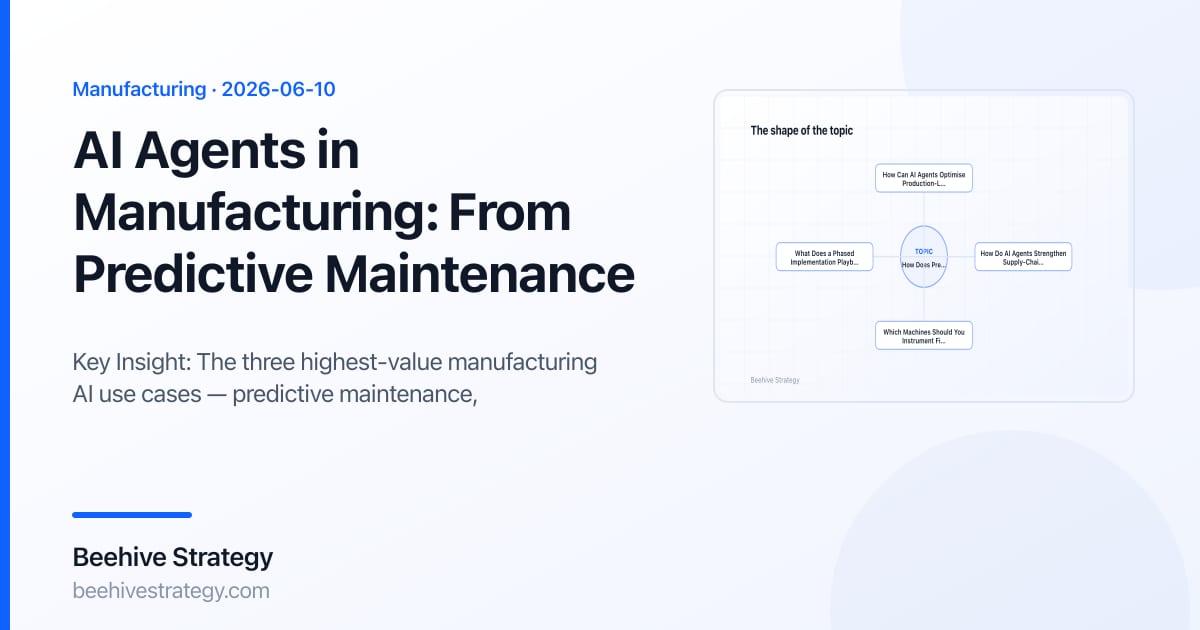 Manufacturing · 2026-06-10
AI Agents in
Manufacturing: From
Predictive Maintenance
Key Insight: The three highest-value manufacturing
AI use cases — predictive maintenance,
Beehive Strategy
beehivestrategy.com
The shape of the topic
How Can AI Agents Optimise
Production-L...
What Does a Phased
Implementation Playb...
TOPIC
How Does Pre...
How Do AI Agents Strengthen
Supply-Chai...
Which Machines Should You
Instrument Fi...
Beehive Strategy